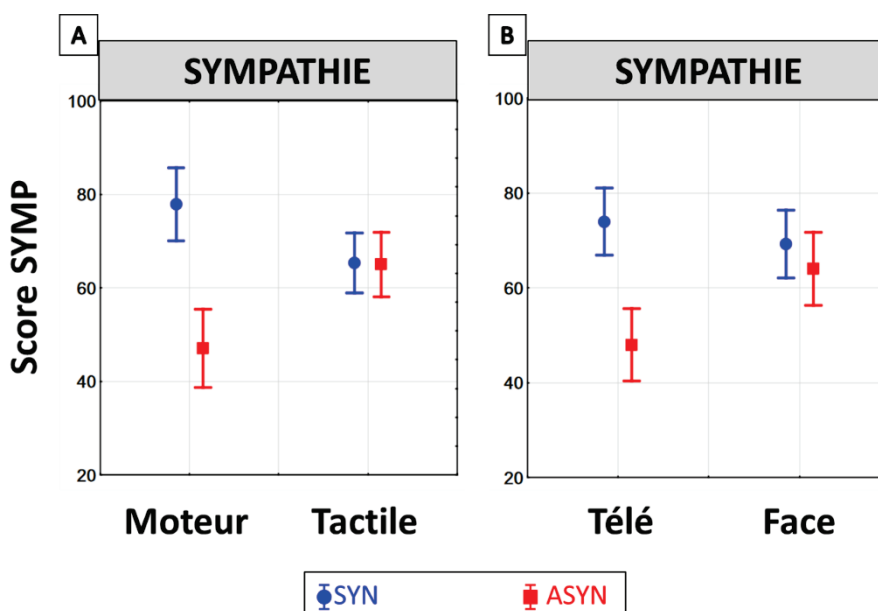 A
SYMPATHIE
B
SYMPATHIE
Score SYMP
100
80
60
40
20
100
80
60
40
20
Moteur Tactile
Télé Face
SYN ASYN